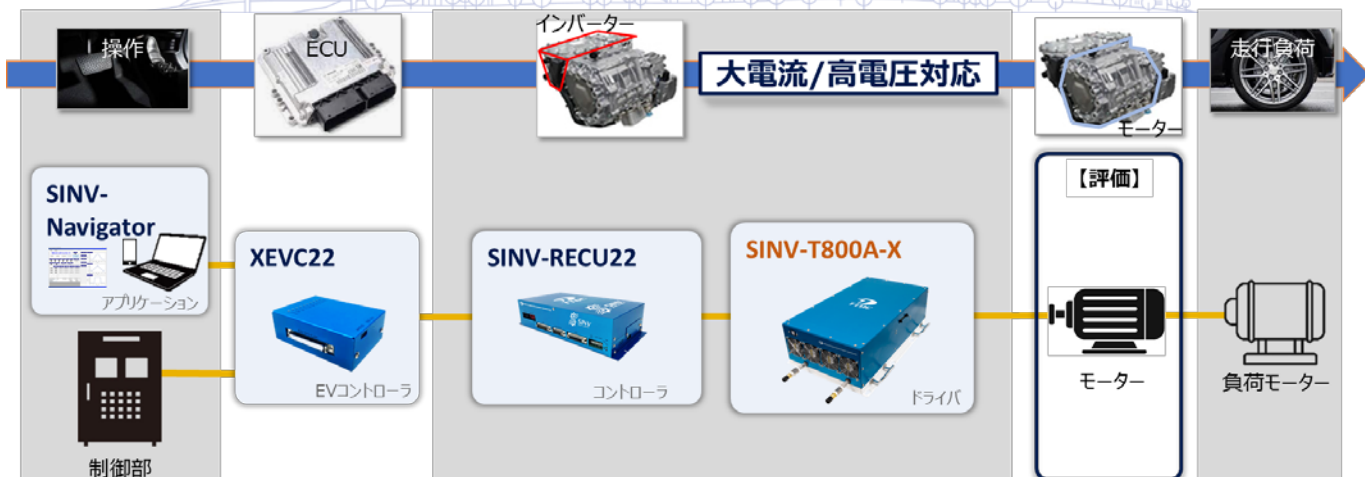 操作
ECU
インバーター
大電流/高電圧対応
モーター
走行負荷
SINV-
Navigator
アプリケーション
制御部
XEVC22
EVコントローラ
SINV-RECU22
コントローラ
SINV-T800A-X
ドライバ
【評価】
モーター
負荷モーター